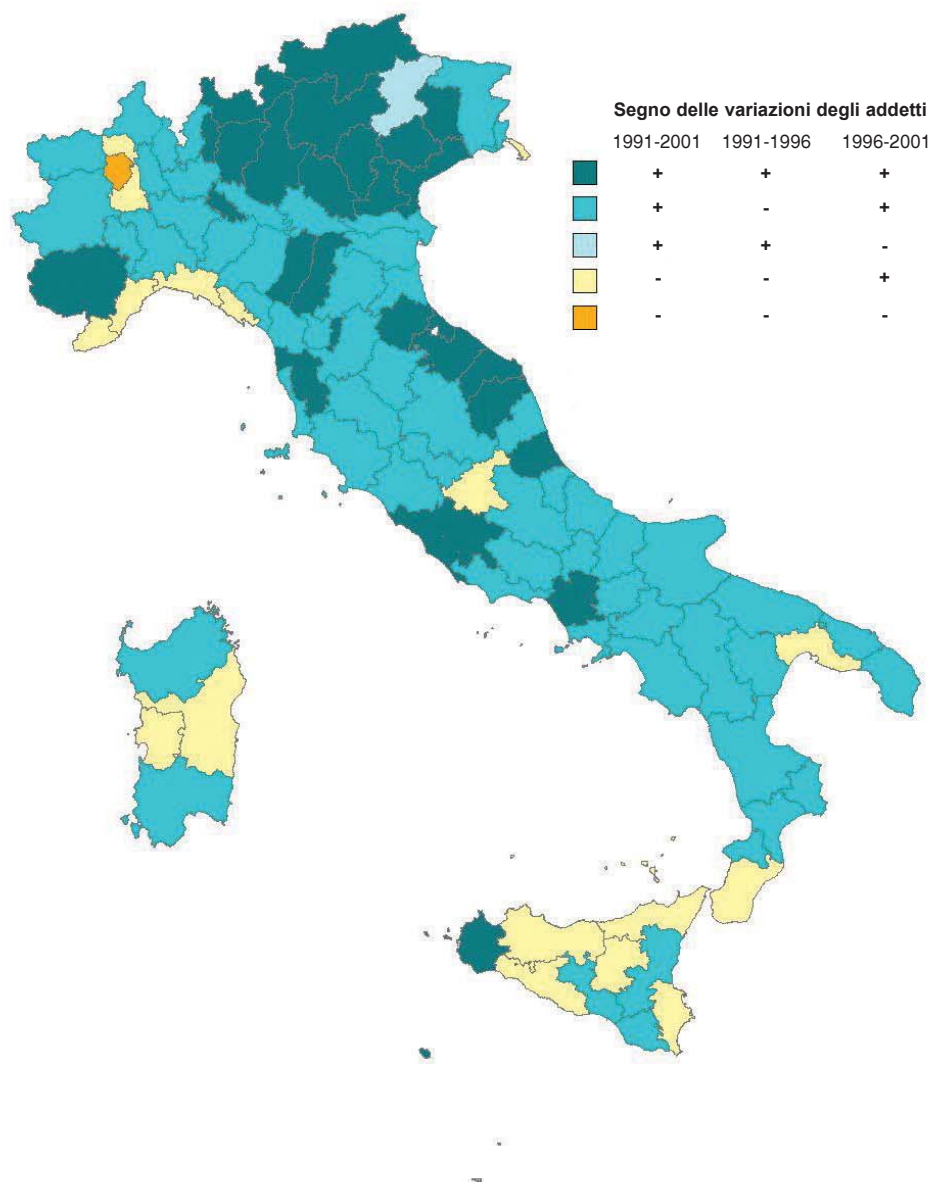 Segno delle variazioni degli addetti
1991-2001 1991-1996 1996-2001
+ + +
+ - +
+ + -
- - +
- - -